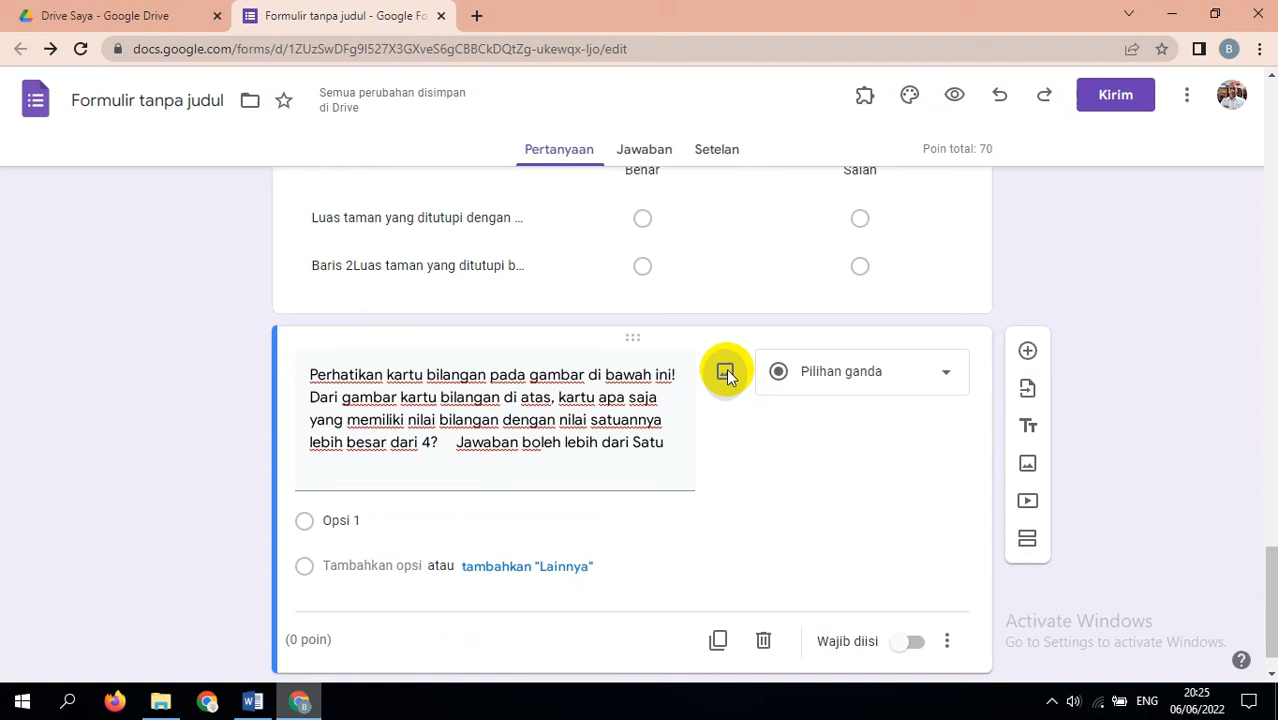 Drive Saya - Google Drive
Formulir tanpa judul - Google Fo
docs.google.com/forms/d/1ZUzSwDFg9I527X3GXveS6gCBBCkDQtZg-ukewqx-ljo/edit
B
Formulir tanpa judul
Semua perubahan disimpan
di Drive
Kirim
Pertanyaan
Jawaban
Setelan
Poin total: 70
Benar
Salah
Luas taman yang ditutupi dengan ...
Baris 2Luas taman yang ditutupi b...
Perhatikan kartu bilangan pada gambar di bawah ini!
Dari gambar kartu bilangan di atas, kartu apa saja
yang memiliki nilai bilangan dengan nilai satuannya
lebih besar dari 4? Jawaban boleh lebih dari Satu
Pilihan ganda
Opsi 1
Tambahkan opsi atau tambahkan "Lainnya"
(0 poin)
Wajib diisi
Activate Windows
Go to Settings to activate Windows.
ENG
20:25
06/06/2022